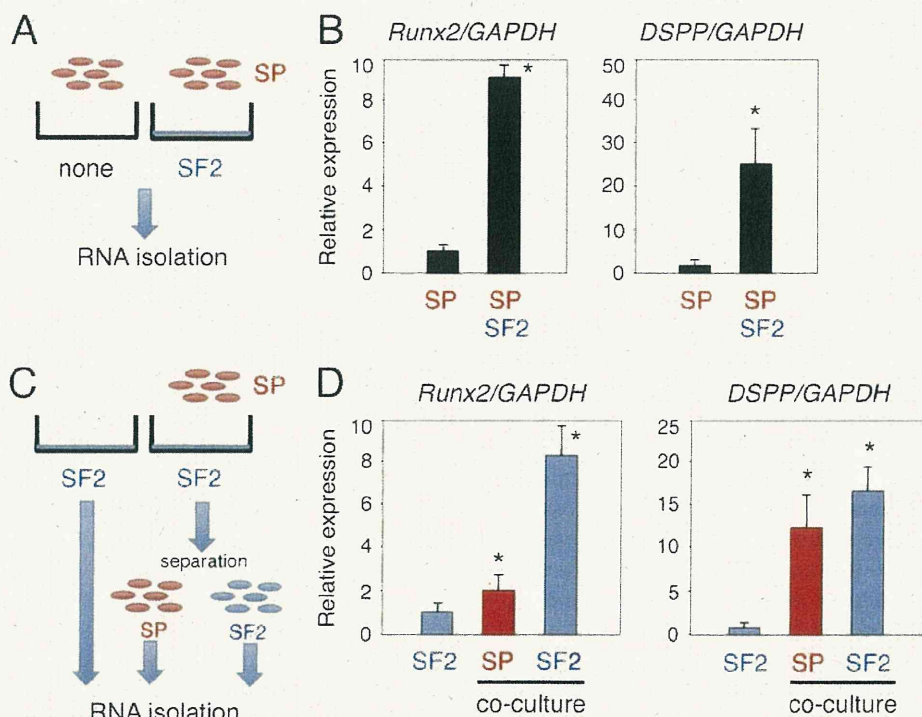 A
SP
none
SF2
RNA isolation
B
Runx2/GAPDH
DSPP/GAPDH
Relative expression
10
8
6
4
2
0
*
SP
SP
SF2
50
40
30
20
10
0
*
SP
SP
SF2
C
SP
SF2
SF2
separation
SP
SF2
RNA isolation
D
Runx2/GAPDH
DSPP/GAPDH
Relative expression
10
8
6
4
2
0
*
*
SF2
SP
SF2
co-culture
25
20
15
10
5
0
*
*
SF2
SP
SF2
co-culture